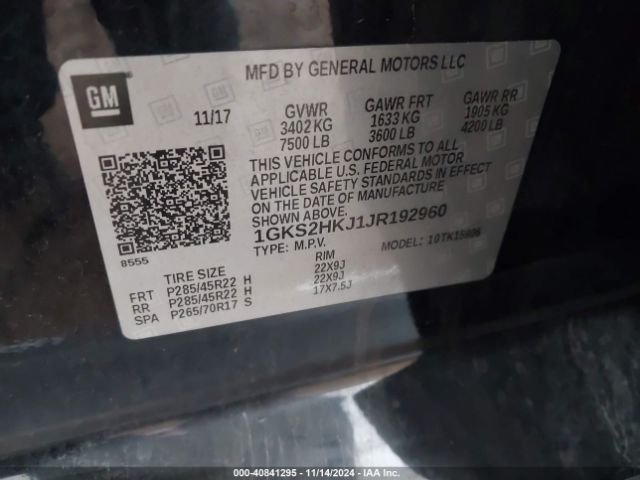 GM
MFD BY GENERAL MOTORS LLC
11/17
GVWR GAWR FRT GAWR RR
3402 KG 1633 KG 1905 KG
7500 LB 3600 LB 4200 LB
THIS VEHICLE CONFORMS TO ALL
APPLICABLE U.S. FEDERAL MOTOR
VEHICLE SAFETY STANDARDS IN EFFECT
ON THE DATE OF MANUFACTURE
SHOWN ABOVE.
1GKS2HKJ1JR192960
TYPE: M.P.V. MODEL:
8555
TIRE SIZE RIM
FRT P285/45R22 H 22X9J
RR P285/45R22 H 22X9J
SPA P265/70R17 S 17X7.5J
000-40841295 - 11/14/2024 - IAA Inc.